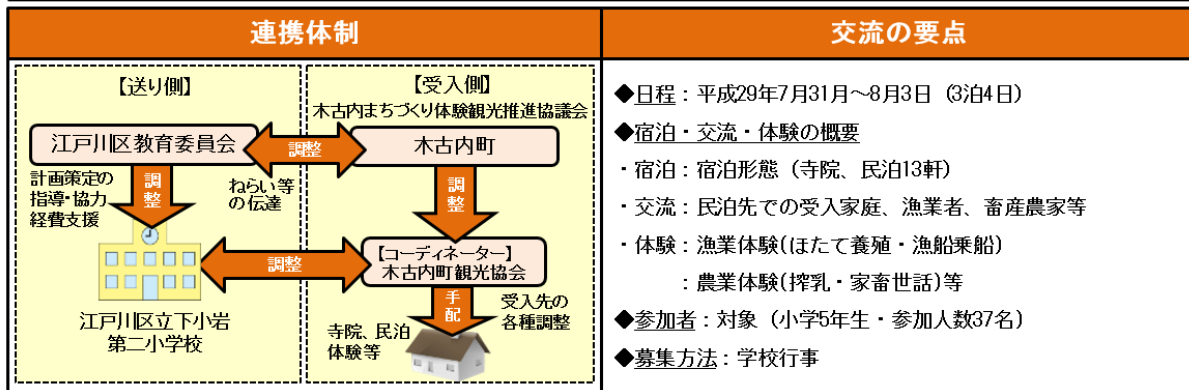 連携体制
【送り側】
【受入側】
木古内まちづくり体験観光推進協議会
江戸川区教育委員会
調整
木古内町
計画策定の
指導・協力
経費支援
調
整
ねらい等
の伝達
調
整
調整
【コーディネーター】
木古内町観光協会
江戸川区立下小岩
第二小学校
手
配
寺院、民泊
体験等
受入先の
各種調整
交流の要点
◆日程：平成29年7月31月～8月3日（3泊4日）
◆宿泊・交流・体験の概要
・宿泊：宿泊形態（寺院、民泊13軒）
・交流：民泊先での受入家庭、漁業者、畜産農家等
・体験：漁業体験(ほたて養殖・漁船乗船)
：農業体験(搾乳・家畜世話)等
◆参加者：対象（小学5年生・参加人数37名）
◆募集方法：学校行事